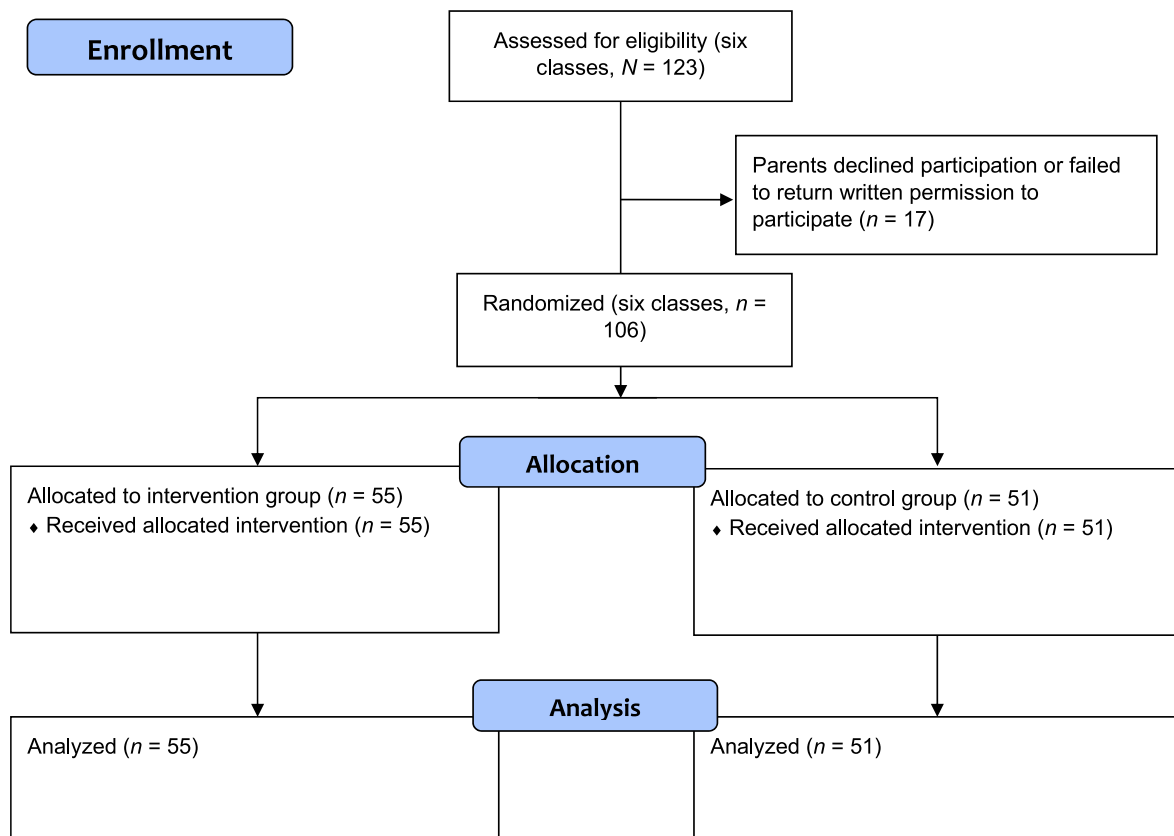 Enrollment
Assessed for eligibility (six
classes, N = 123)
Parents declined participation or failed
to return written permission to
participate (n = 17)
Randomized (six classes, n =
106)
Allocation
Allocated to intervention group (n = 55)
♦ Received allocated intervention (n = 55)
Allocated to control group (n = 51)
♦ Received allocated intervention (n = 51)
Analysis
Analyzed (n = 55)
Analyzed (n = 51)